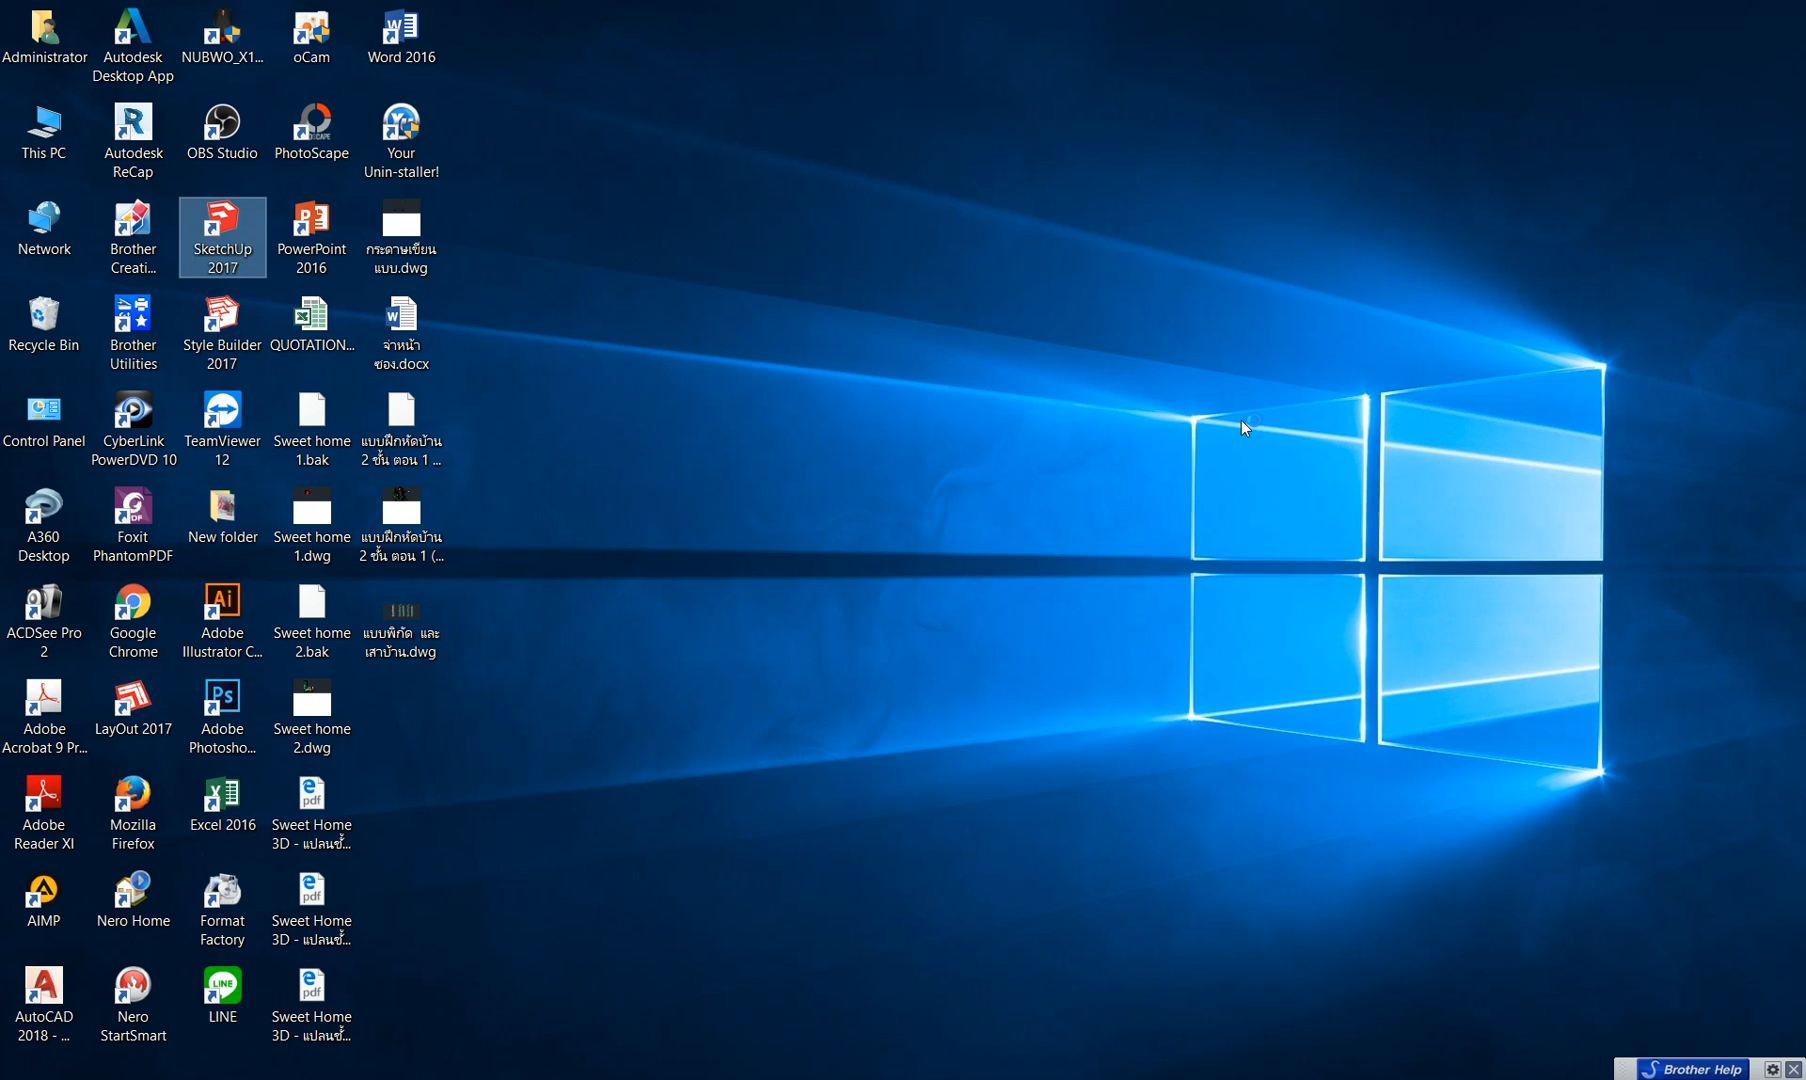 Administrator
Autodesk
Desktop App
NUBWO_X1...
oCam
Word 2016
This PC
Autodesk
ReCap
OBS Studio
PhotoScape
Your
Unin-staller!
Network
Brother
Creati...
SketchUp
2017
PowerPoint
2016
กระดาษเขียน
แบบ.dwg
Recycle Bin
Brother
Utilities
Style Builder
2017
QUOTATION...
จ่าหน้า
ซอง.docx
Control Panel
CyberLink
PowerDVD 10
TeamViewer
12
Sweet home
1.bak
แบบฝึกหัดบ้าน
2 ชั้น ตอน 1 ...
A360
Desktop
Foxit
PhantomPDF
New folder
Sweet home
1.dwg
แบบฝึกหัดบ้าน
2 ชั้น ตอน 1 (...
ACDSee Pro
2
Google
Chrome
Adobe
Illustrator C...
Sweet home
2.bak
แบบพิกัด และ
เสาบ้าน.dwg
Adobe
Acrobat 9 Pr...
LayOut 2017
Adobe
Photosho...
Sweet home
2.dwg
Adobe
Reader XI
Mozilla
Firefox
Excel 2016
Sweet Home
3D - แปลนชั้...
AIMP
Nero Home
Format
Factory
Sweet Home
3D - แปลนชั้...
AutoCAD
2018 - ...
Nero
StartSmart
LINE
Sweet Home
3D - แปลนชั้...
Brother Help